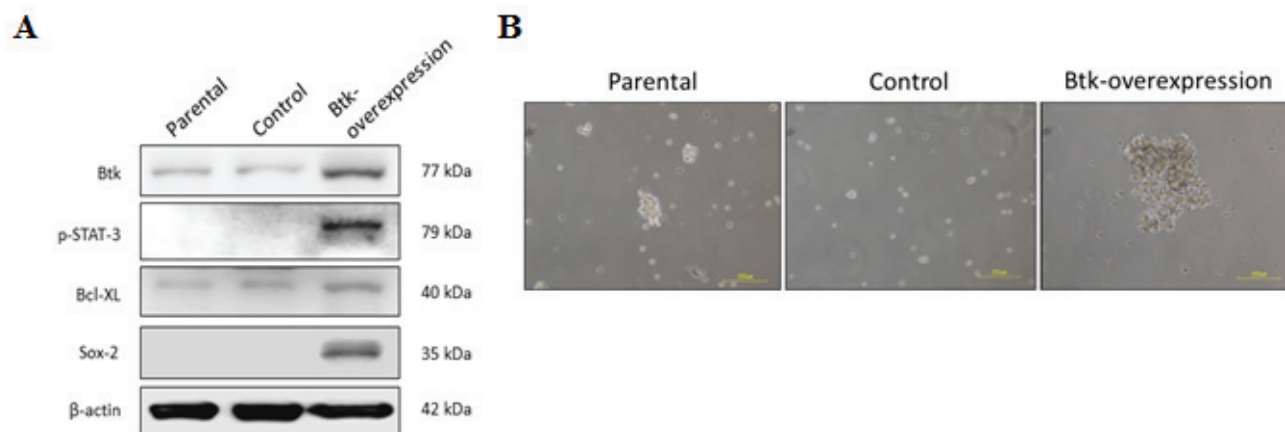 A
B
Parental
Control
Btk-
overexpression
Btk
77 kDa
p-STAT-3
79 kDa
Bcl-XL
40 kDa
Sox-2
35 kDa
β-actin
42 kDa
Parental
Control
Btk-overexpression